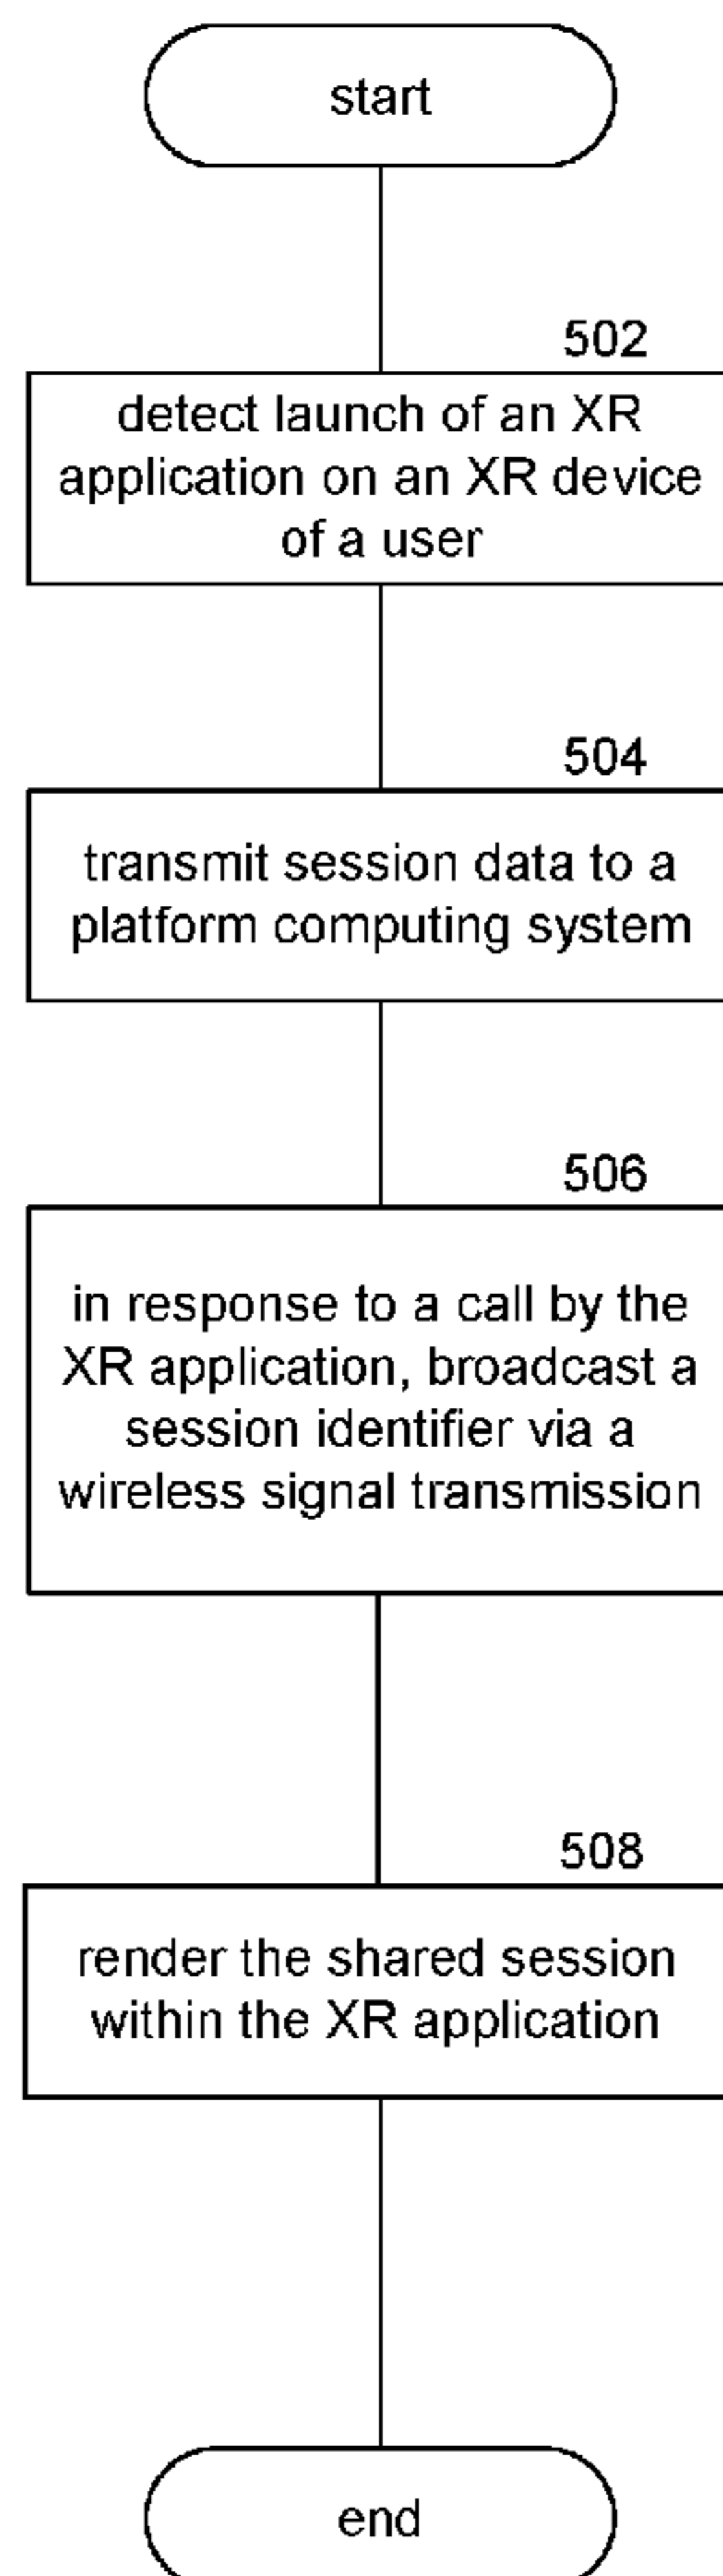 start
502
detect launch of an XR
application on an XR device
of a user
504
transmit session data to a
platform computing system
506
in response to a call by the
XR application, broadcast a
session identifier via a
wireless signal transmission
508
render the shared session
within the XR application
end